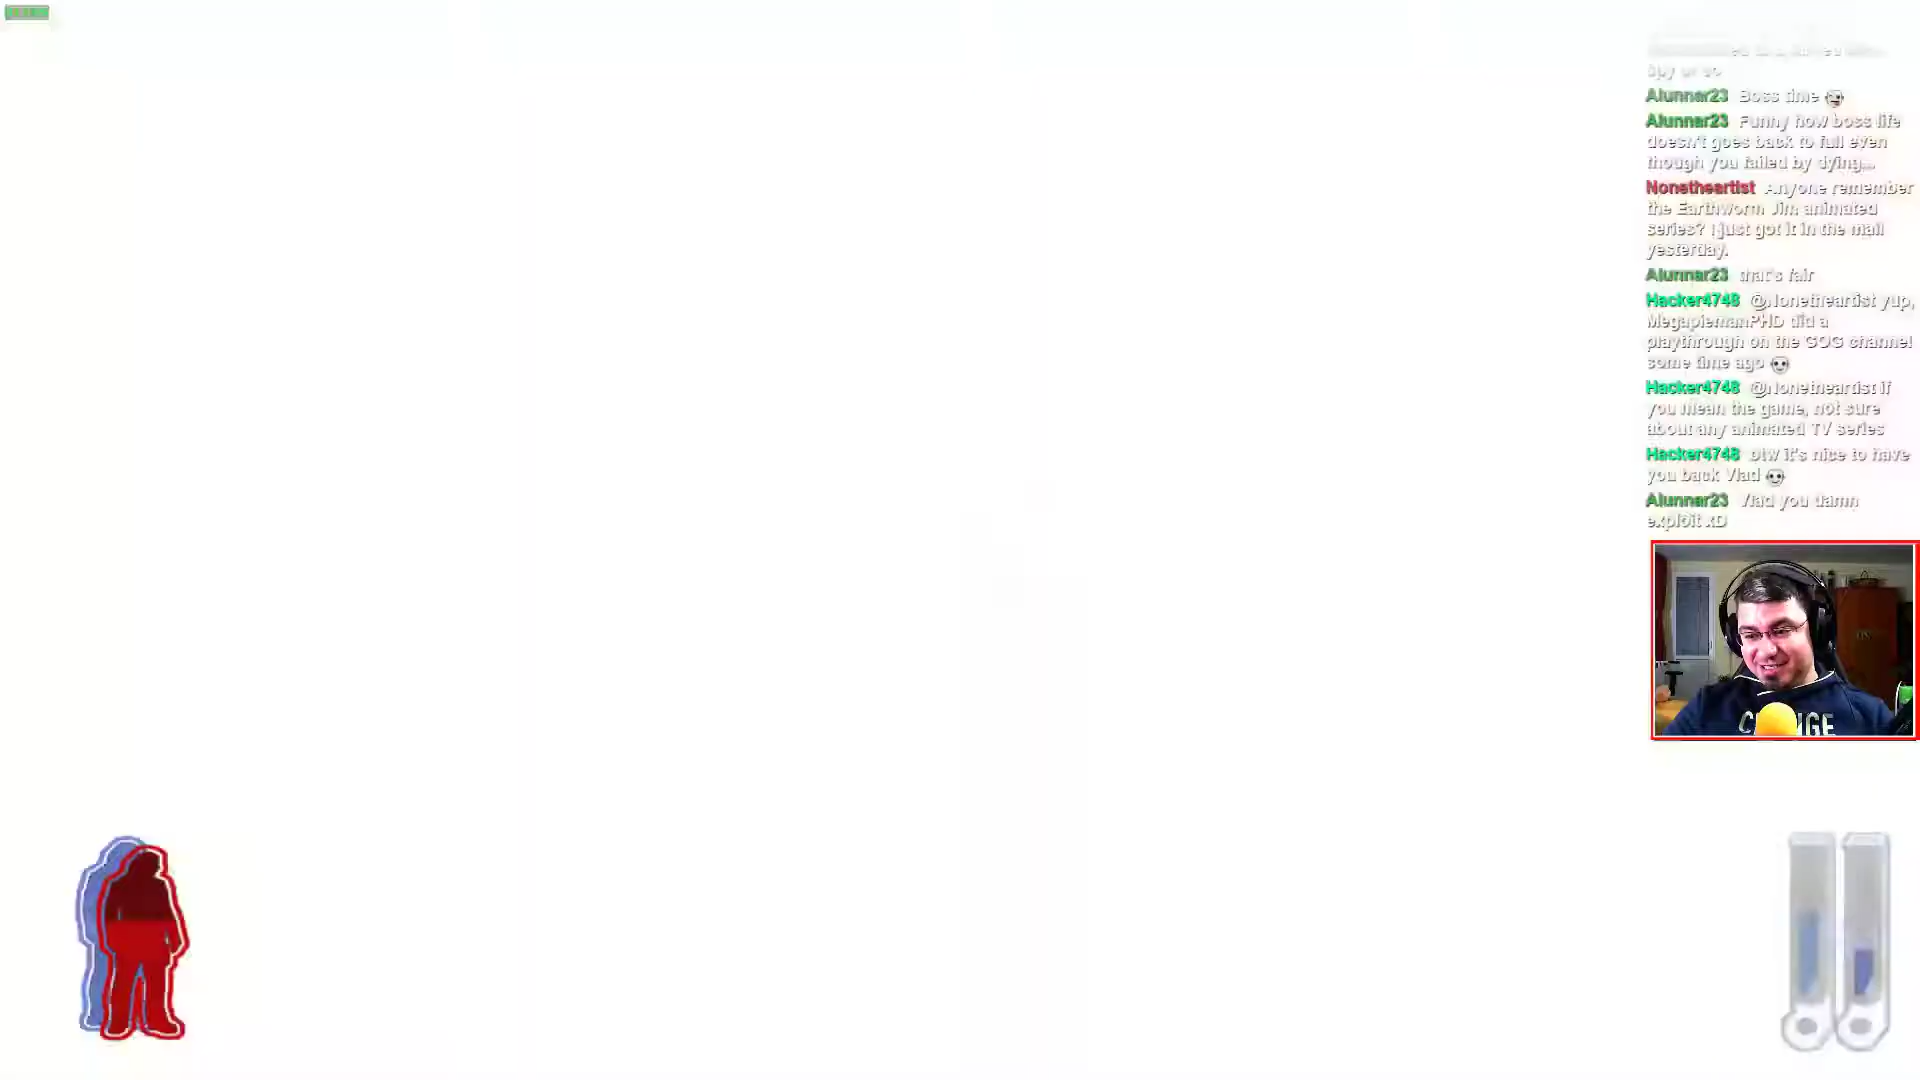 Spy or so
Alunnar23 Boss time
Alunnar23 Funny how boss life
doesn't goes back to full even
though you failed by dying...
Nonetheartist Anyone remember
the Earthworm Jim animated
series? I just got it in the mail
yesterday.
Alunnar23 that's fair
Hacker4748 @Nonetheartist yup,
MegapiemanPHD did a
playthrough on the GOG channel
some time ago
Hacker4748 @Nonetheartist if
you mean the game, not sure
about any animated TV series
Hacker4748 btw it's nice to have
you back Vlad
Alunnar23 Vlad you damn
exploit xD